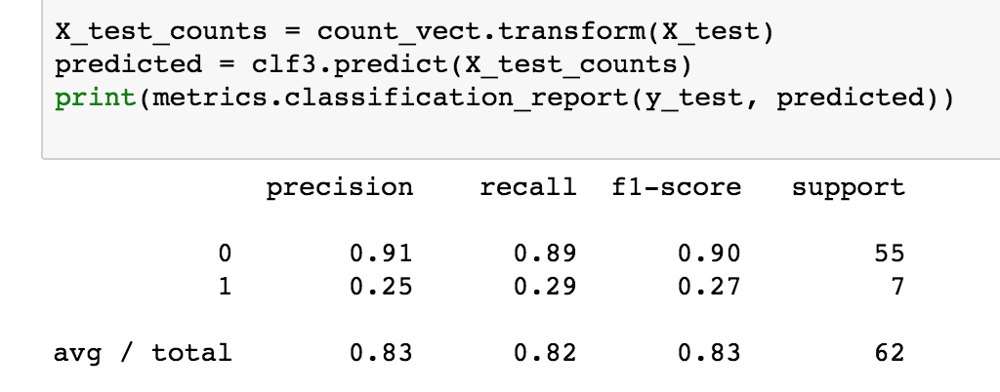 X_test_counts = count_vect.transform(X_test)
predicted = clf3.predict(X_test_counts)
print(metrics.classification_report(y_test, predicted))
precision recall f1-score support
0 0.91 0.89 0.90 55
1 0.25 0.29 0.27 7
avg / total 0.83 0.82 0.83 62